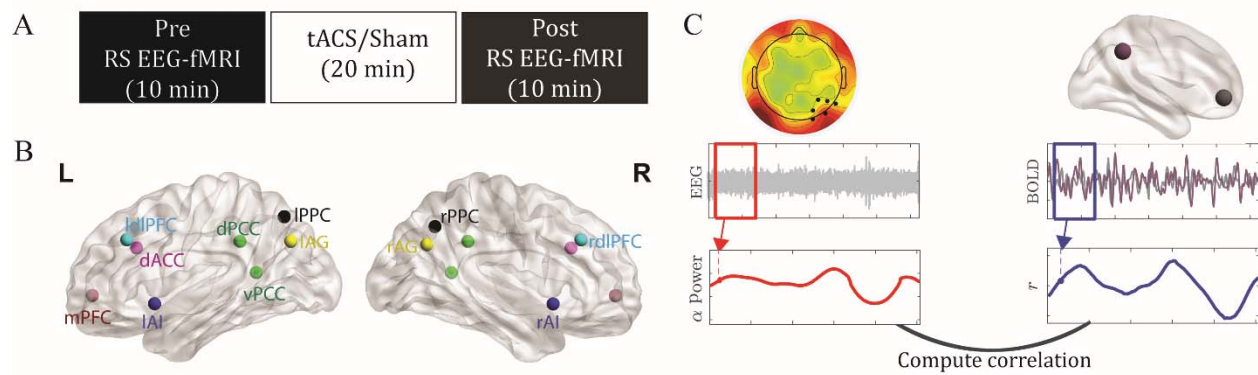 A
Pre
RS EEG-fMRI
(10 min)
tACS/Sham
(20 min)
Post
RS EEG-fMRI
(10 min)
B
L
R
ldlPFC
dACC
mPFC
lAI
dPCC
vPCC
lPPC
lAG
rPPC
rAG
rdlPFC
rAI
C
EEG
α Power
BOLD
r
Compute correlation